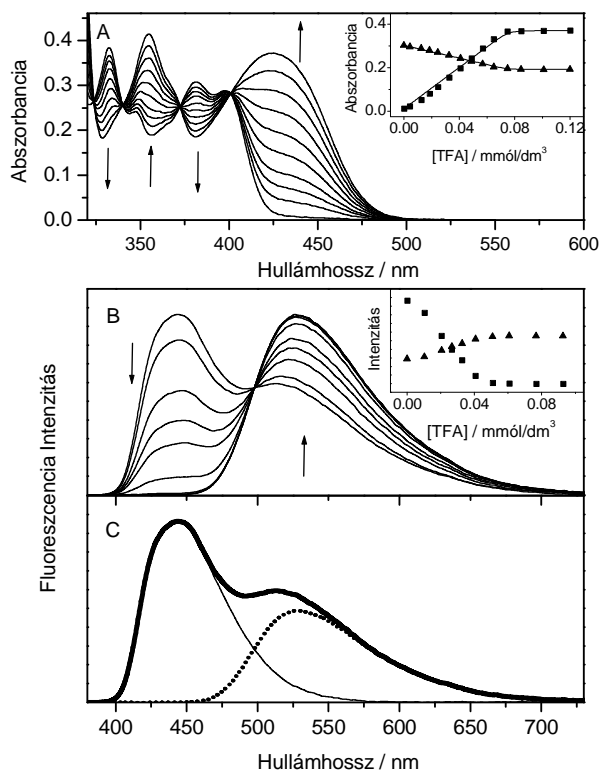 A
Abszorbancia
0.4
0.3
0.2
0.1
0.0
350
400
450
500
550
600
Hullámhossz / nm
Abszorbancia
0.4
0.2
0.0
0.00
0.04
0.08
0.12
[TFA] / mmól/dm³
B
Intenzitás
0.00
0.04
0.08
[TFA] / mmól/dm³
Fluoreszcencia Intenzitás
C
400
450
500
550
600
650
700
Hullámhossz / nm